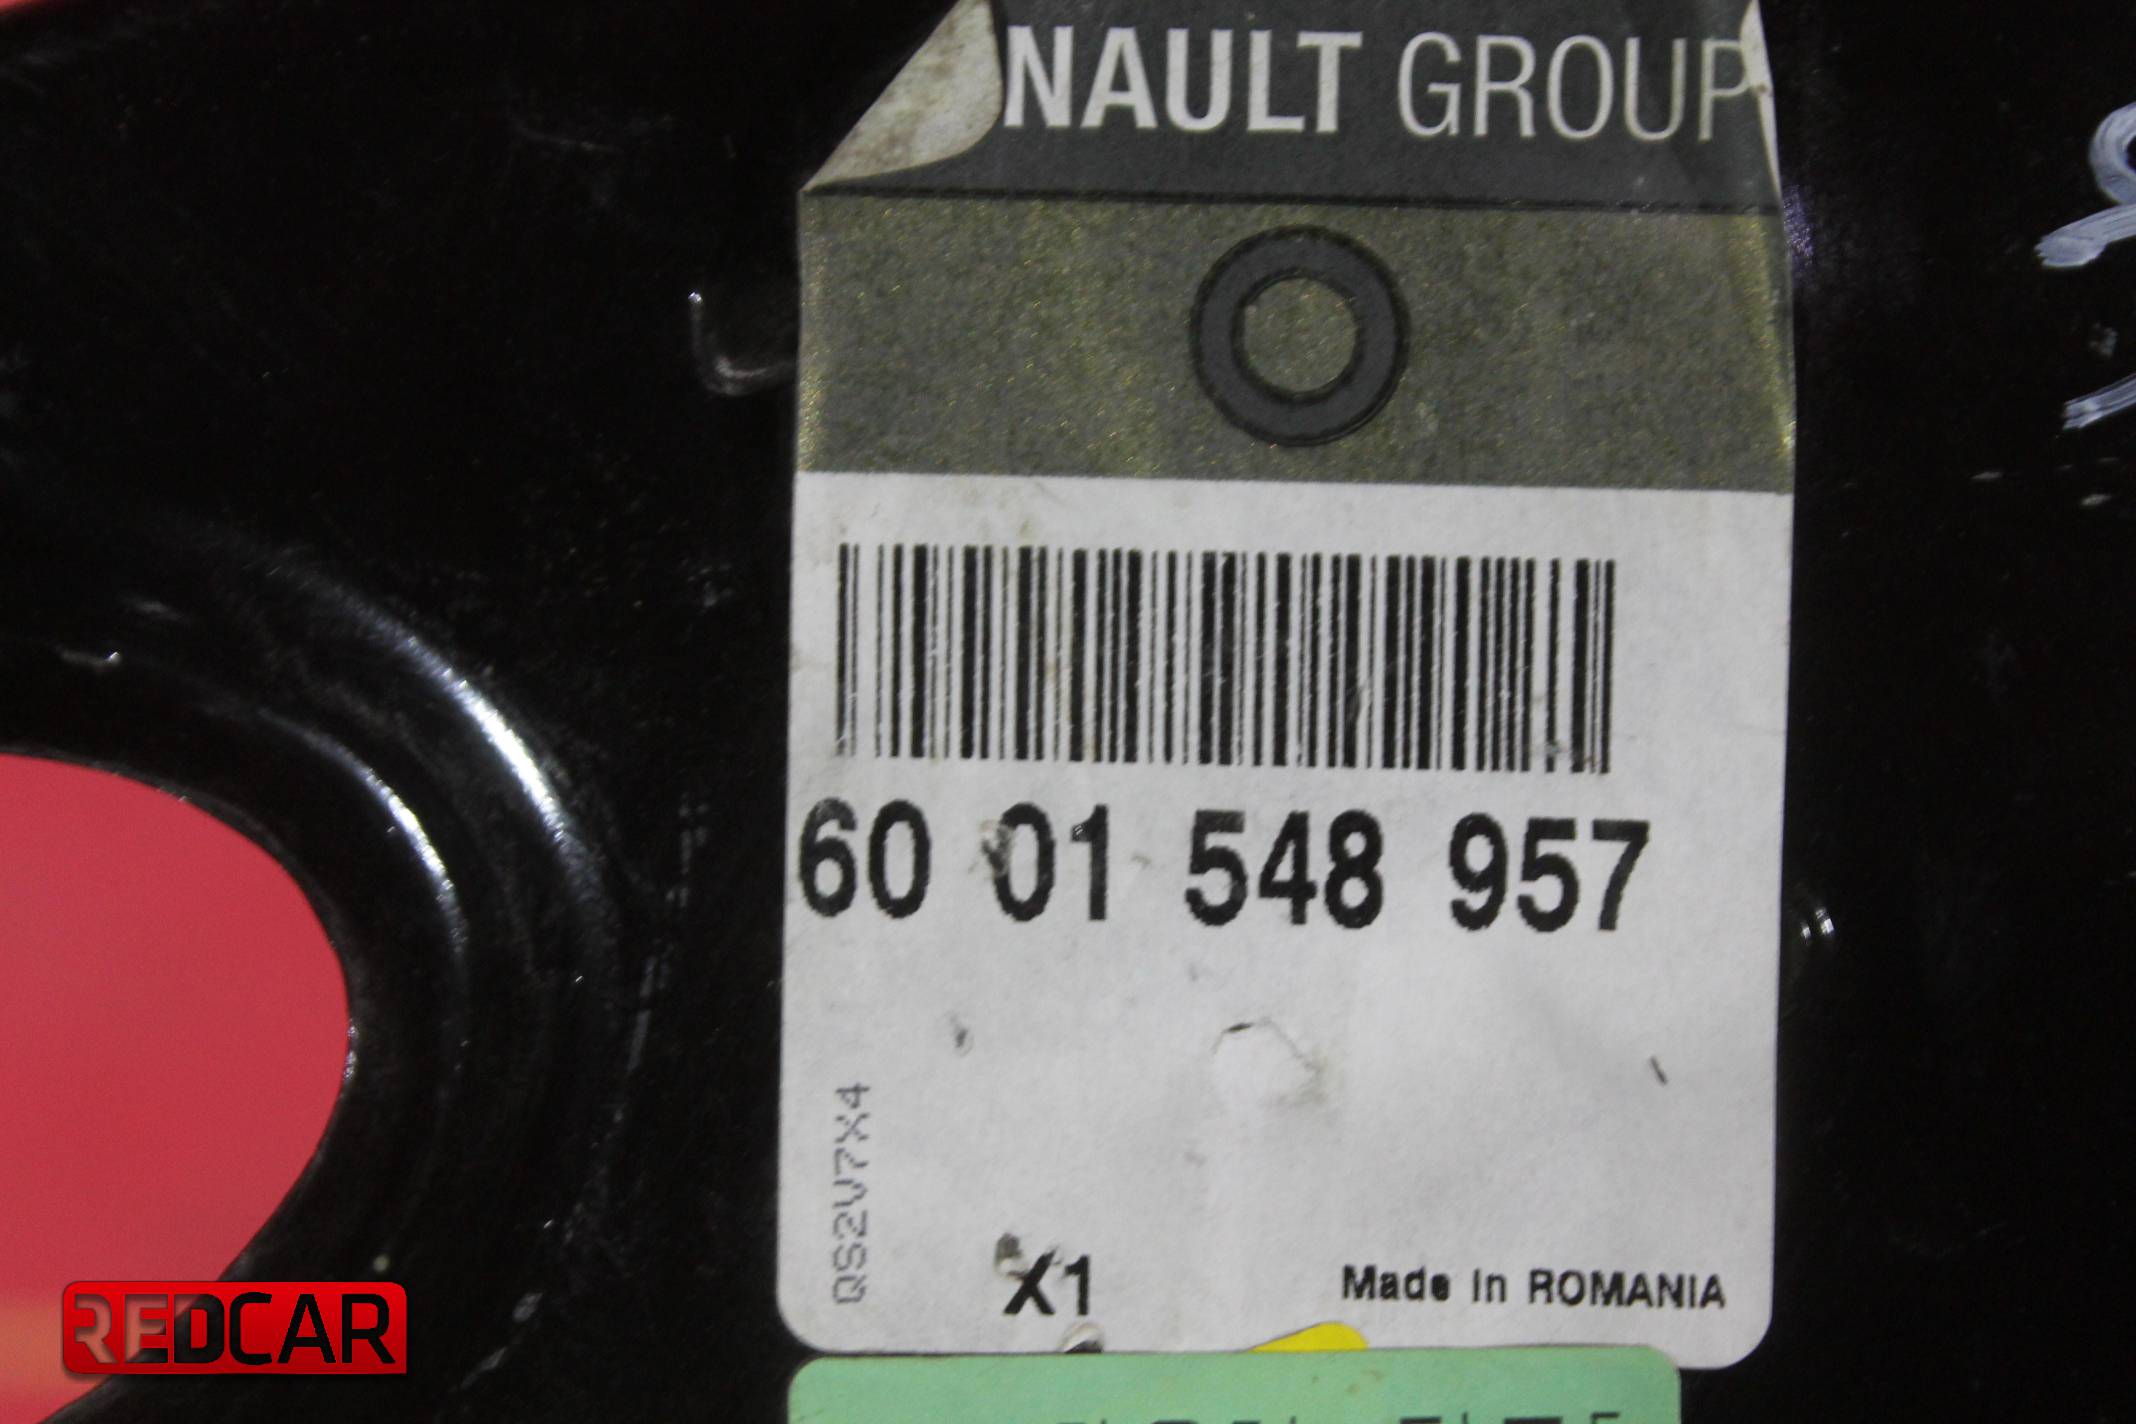 NAULT GROUP
60 01 548 957
QS2V7X4
X1
Made In ROMANIA
REDCAR